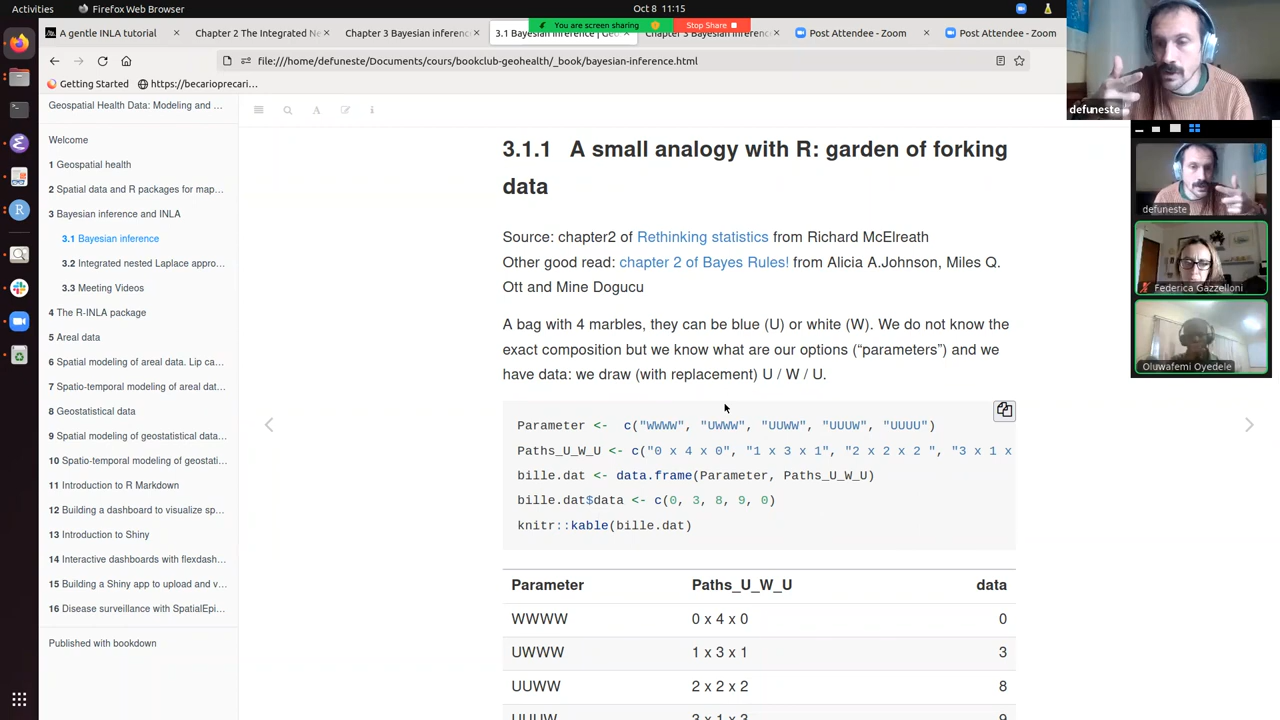 Activities
Firefox Web Browser
Oct 8 11:15
You are screen sharing
Stop Share
A gentle INLA tutorial
Chapter 2 The Integrated Ne
Chapter 3 Bayesian inference
3.1 Bayesian inference | Geo
Chapter 3 Bayesian inference
Post Attendee - Zoom
Post Attendee - Zoom
file:///home/defuneste/Documents/cours/bookclub-geohealth/_book/bayesian-inference.html
Getting Started
https://becarioprecari...
Geospatial Health Data: Modeling and ...
Welcome
1 Geospatial health
2 Spatial data and R packages for map...
3 Bayesian inference and INLA
3.1 Bayesian inference
3.2 Integrated nested Laplace appro...
3.3 Meeting Videos
4 The R-INLA package
5 Areal data
6 Spatial modeling of areal data. Lip ca...
7 Spatio-temporal modeling of areal dat...
8 Geostatistical data
9 Spatial modeling of geostatistical data...
10 Spatio-temporal modeling of geostati...
11 Introduction to R Markdown
12 Building a dashboard to visualize sp...
13 Introduction to Shiny
14 Interactive dashboards with flexdash...
15 Building a Shiny app to upload and v...
16 Disease surveillance with SpatialEpi...
Published with bookdown
3.1.1 A small analogy with R: garden of forking
data
Source: chapter2 of Rethinking statistics from Richard McElreath
Other good read: chapter 2 of Bayes Rules! from Alicia A.Johnson, Miles Q.
Ott and Mine Dogucu
A bag with 4 marbles, they can be blue (U) or white (W). We do not know the
exact composition but we know what are our options (“parameters”) and we
have data: we draw (with replacement) U / W / U.
Parameter <- c("WWWW", "UWWW", "UUWW", "UUUW", "UUUU")
Paths_U_W_U <- c("0 x 4 x 0", "1 x 3 x 1", "2 x 2 x 2 ", "3 x 1 x
bille.dat <- data.frame(Parameter, Paths_U_W_U)
bille.dat$data <- c(0, 3, 8, 9, 0)
knitr::kable(bille.dat)
Parameter Paths_U_W_U data
WWWW 0 x 4 x 0 0
UWWW 1 x 3 x 1 3
UUWW 2 x 2 x 2 8
UUUW 3 x 1 x 3 9
defuneste
defuneste
Federica Gazzelloni
Oluwafemi Oyedele